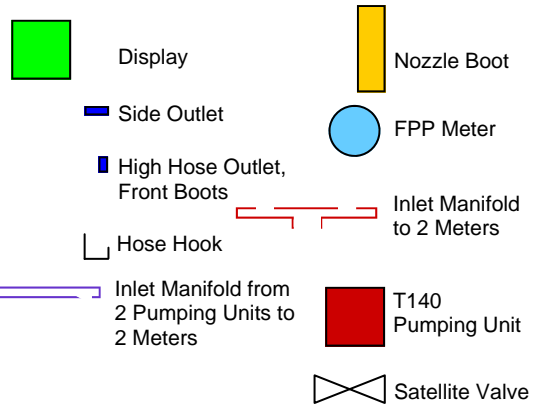 Display
Side Outlet
High Hose Outlet,
Front Boots
Hose Hook
Inlet Manifold from
2 Pumping Units to
2 Meters
Nozzle Boot
FPP Meter
Inlet Manifold
to 2 Meters
T140
Pumping Unit
Satellite Valve